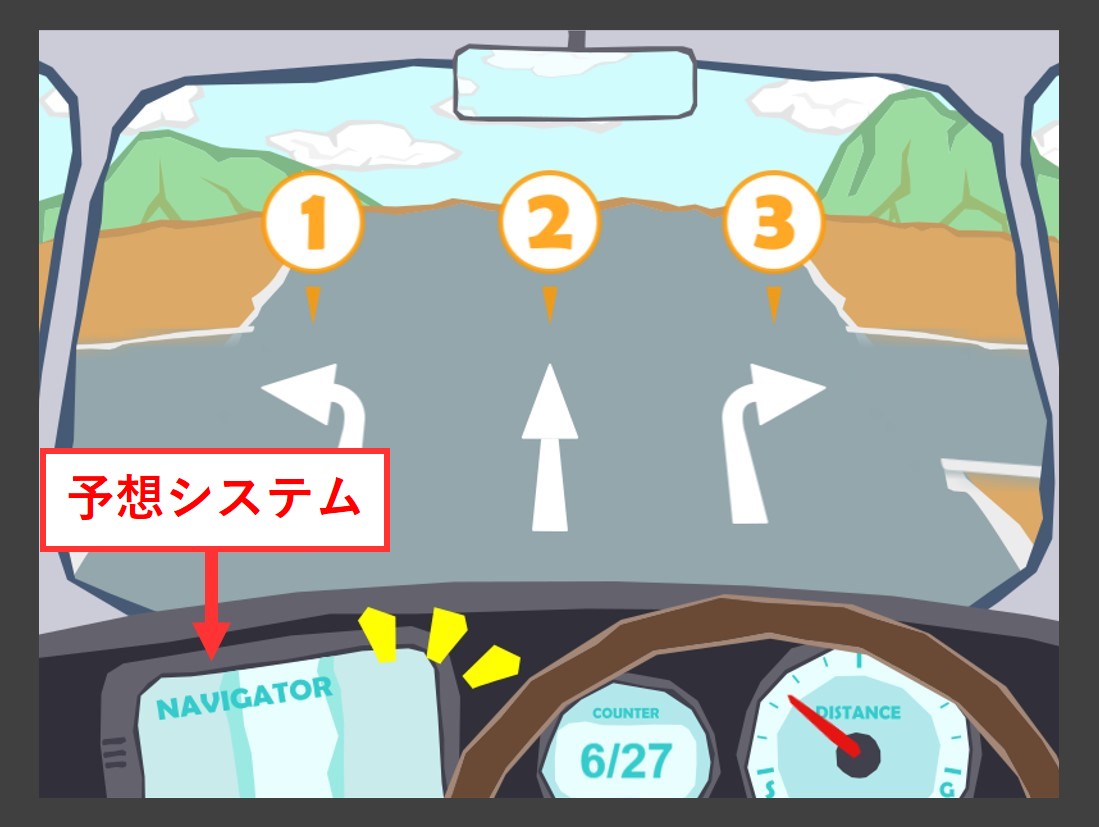 1
2
3
予想システム
NAVIGATOR
COUNTER
6/27
DISTANCE
S
G